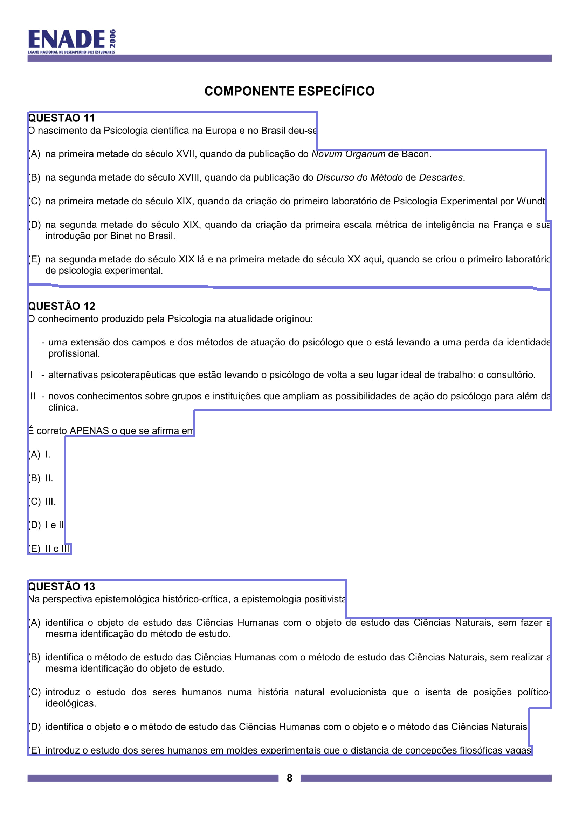 ENADE 2006
EXAME NACIONAL DE DESEMPENHO DOS ESTUDANTES
COMPONENTE ESPECÍFICO
QUESTÃO 11
O nascimento da Psicologia científica na Europa e no Brasil deu-se
(A) na primeira metade do século XVII, quando da publicação do Novum Organum de Bacon.
(B) na segunda metade do século XVIII, quando da publicação do Discurso do Método de Descartes.
(C) na primeira metade do século XIX, quando da criação do primeiro laboratório de Psicologia Experimental por Wundt.
(D) na segunda metade do século XIX, quando da criação da primeira escala métrica de inteligência na França e sua
introdução por Binet no Brasil.
(E) na segunda metade do século XIX lá e na primeira metade do século XX aqui, quando se criou o primeiro laboratório
de psicologia experimental.
QUESTÃO 12
O conhecimento produzido pela Psicologia na atualidade originou:
- uma extensão dos campos e dos métodos de atuação do psicólogo que o está levando a uma perda da identidade
profissional.
II - alternativas psicoterapêuticas que estão levando o psicólogo de volta a seu lugar ideal de trabalho: o consultório.
III - novos conhecimentos sobre grupos e instituições que ampliam as possibilidades de ação do psicólogo para além da
clínica.
É correto APENAS o que se afirma em
(A) I.
(B) II.
(C) III.
(D) I e II.
(E) II e III.
QUESTÃO 13
Na perspectiva epistemológica histórico-crítica, a epistemologia positivista
(A) identifica o objeto de estudo das Ciências Humanas com o objeto de estudo das Ciências Naturais, sem fazer a
mesma identificação do método de estudo.
(B) identifica o método de estudo das Ciências Humanas com o método de estudo das Ciências Naturais, sem realizar a
mesma identificação do objeto de estudo.
(C) introduz o estudo dos seres humanos numa história natural evolucionista que o isenta de posições político-
ideológicas.
(D) identifica o objeto e o método de estudo das Ciências Humanas com o objeto e o método das Ciências Naturais.
(E) introduz o estudo dos seres humanos em moldes experimentais que o distancia de concepções filosóficas vagas.
8